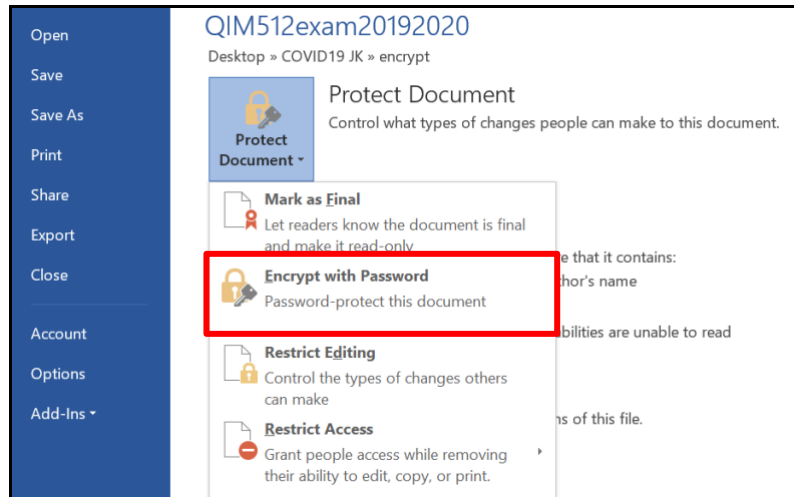 Open
Save
Save As
Print
Share
Export
Close
Account
Options
Add-Ins
QIM512exam20192020
Desktop » COVID19 JK » encrypt
Protect Document
Control what types of changes people can make to this document.
Protect
Document
Mark as Final
Let readers know the document is final
and make it read-only
Encrypt with Password
Password-protect this document
Restrict Editing
Control the types of changes others
can make
Restrict Access
Grant people access while removing
their ability to edit, copy, or print.
that it contains:
name
are unable to read
of this file.